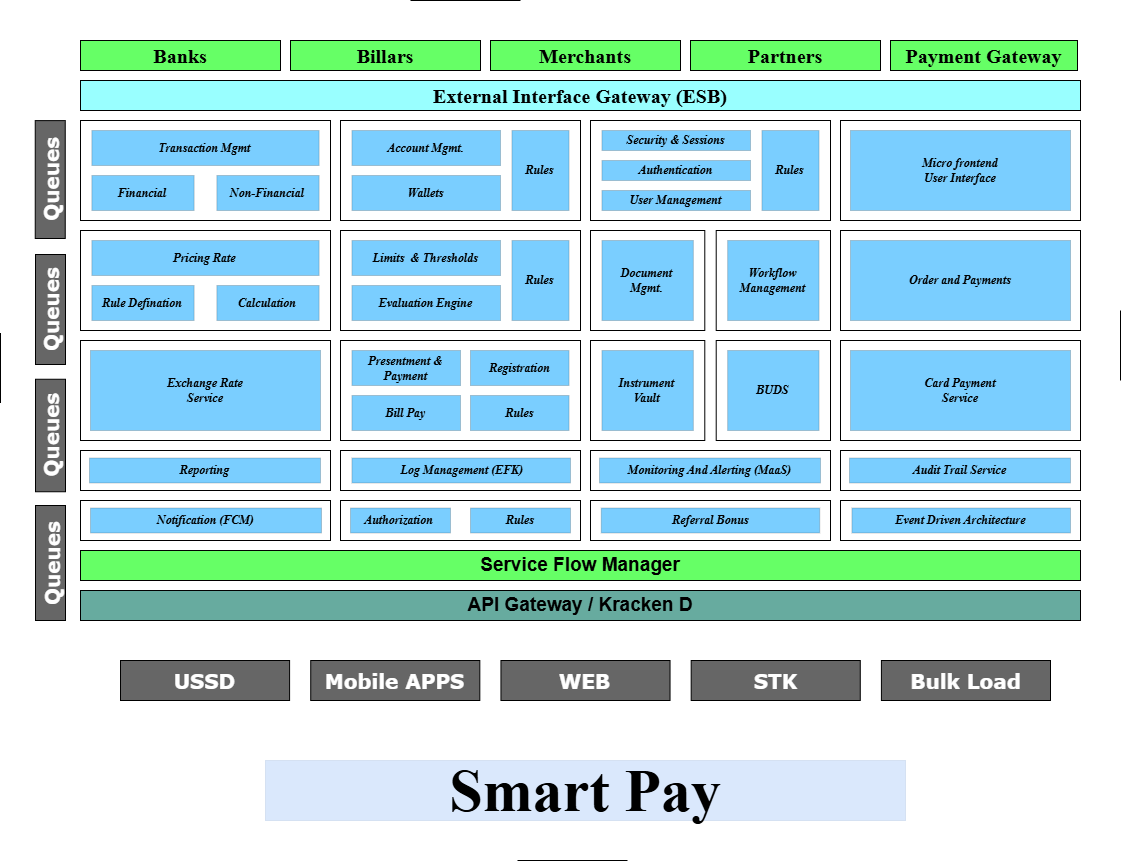 Banks
Billars
Merchants
Partners
Payment Gateway
External Interface Gateway (ESB)
Queues
Transaction Mgmt
Financial
Non-Financial
Account Mgmt.
Wallets
Rules
Security & Sessions
Authentication
User Management
Rules
Micro frontend
User Interface
Queues
Pricing Rate
Rule Defination
Calculation
Limits & Thresholds
Evaluation Engine
Rules
Document
Mgmt.
Workflow
Management
Order and Payments
Queues
Exchange Rate
Service
Presentment &
Payment
Registration
Bill Pay
Rules
Instrument
Vault
BUDS
Card Payment
Service
Reporting
Log Management (EFK)
Monitoring And Alerting (MaaS)
Audit Trail Service
Queues
Notification (FCM)
Authorization
Rules
Referral Bonus
Event Driven Architecture
Service Flow Manager
API Gateway / Kracken D
USSD
Mobile APPS
WEB
STK
Bulk Load
Smart Pay